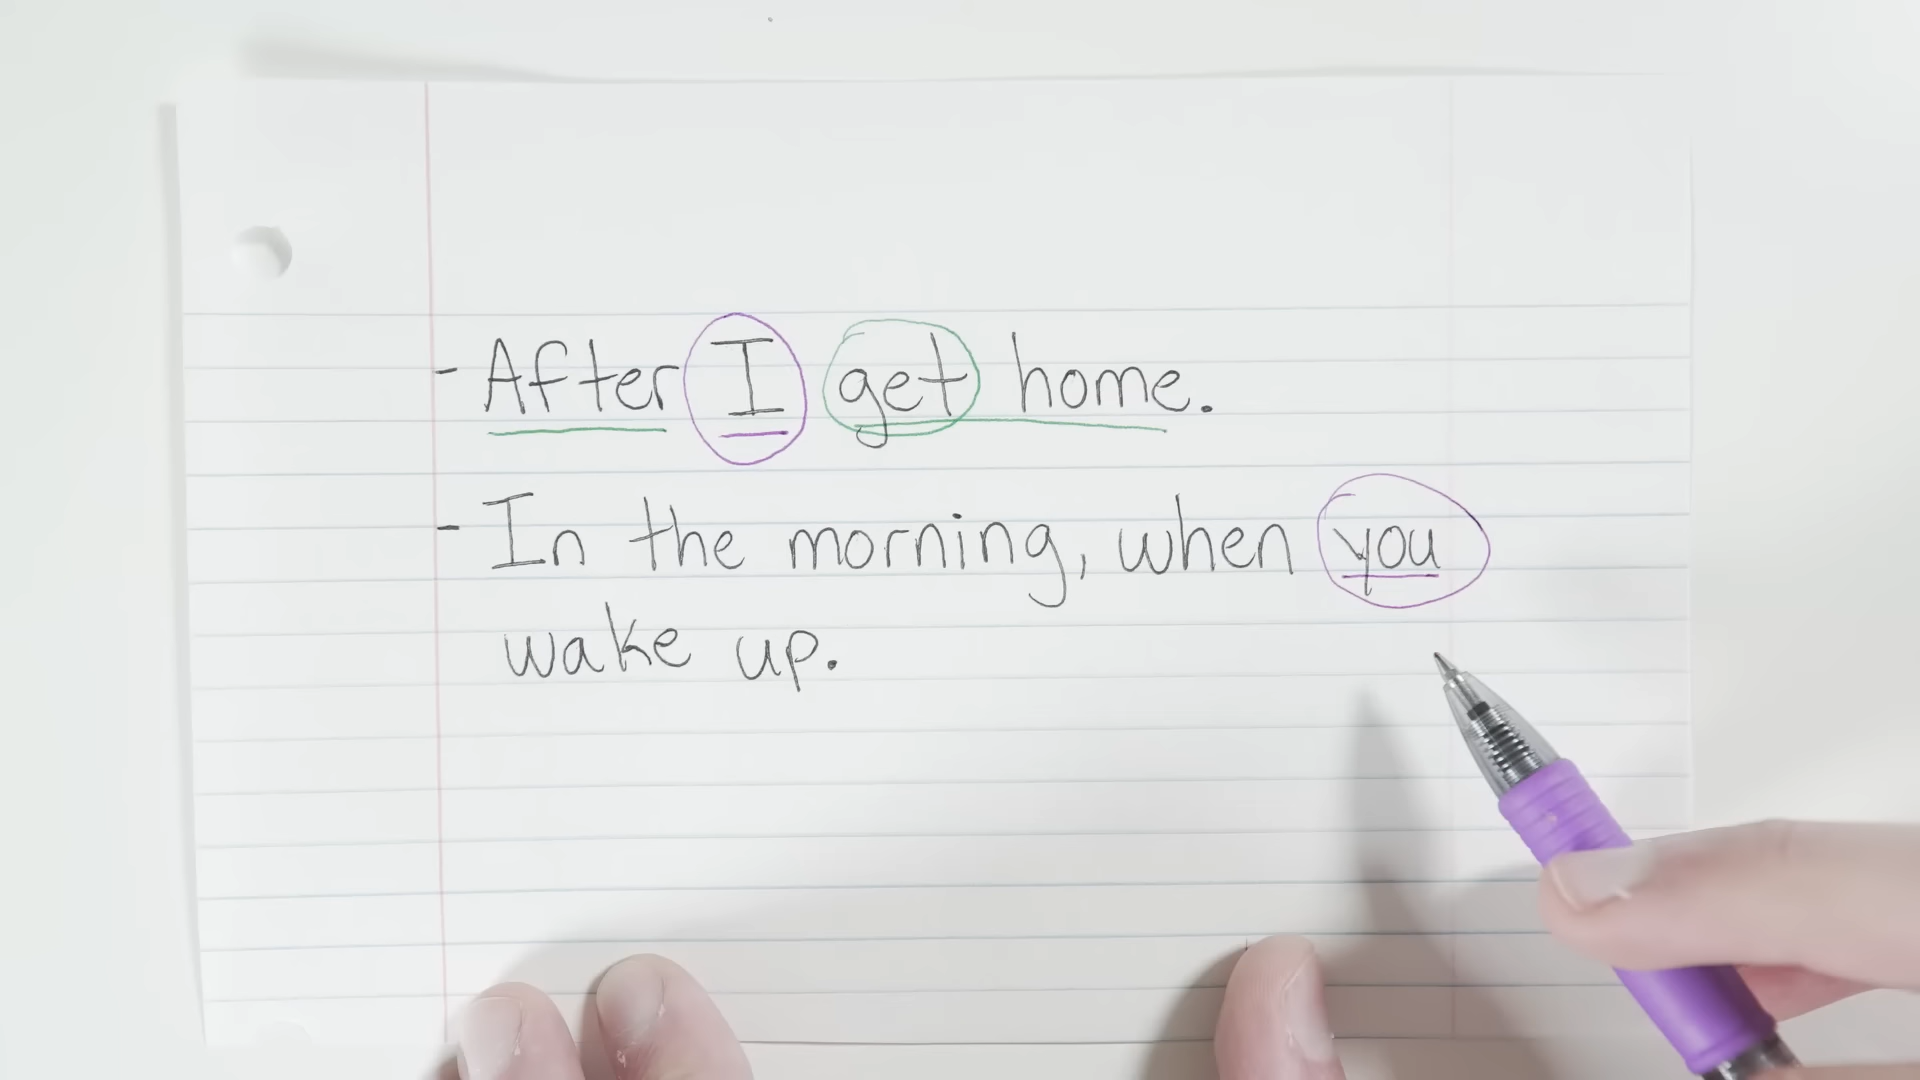 - After I get home.
- In the morning, when you
wake up.